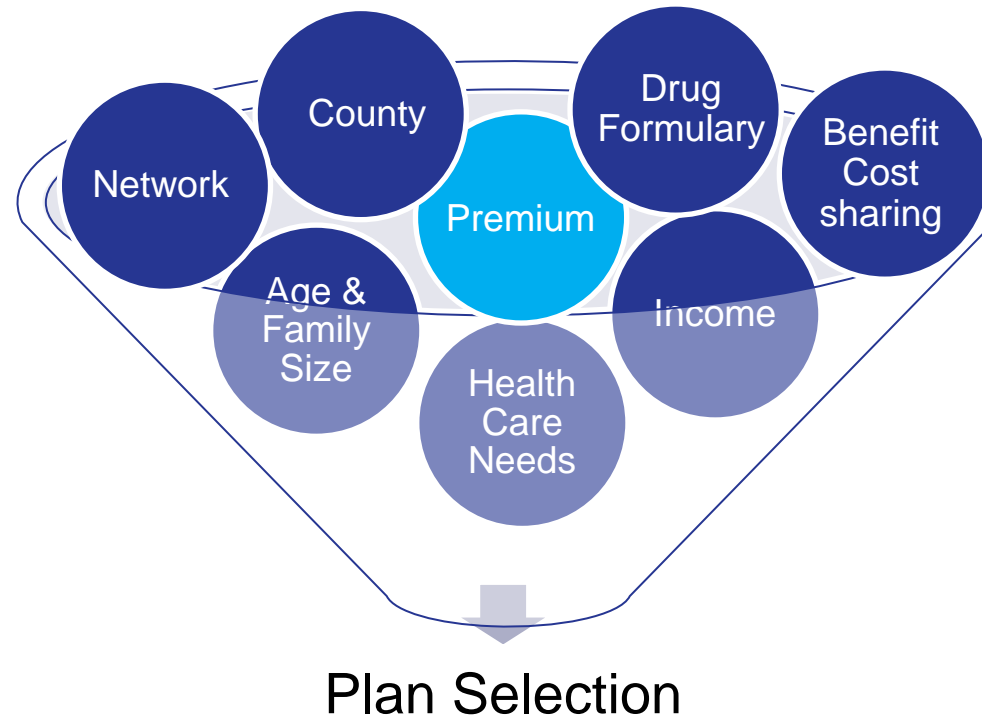 County
Drug
Formulary
Network
Premium
Benefit
Cost
sharing
Age &
Family
Size
Income
Health
Care
Needs
Plan Selection